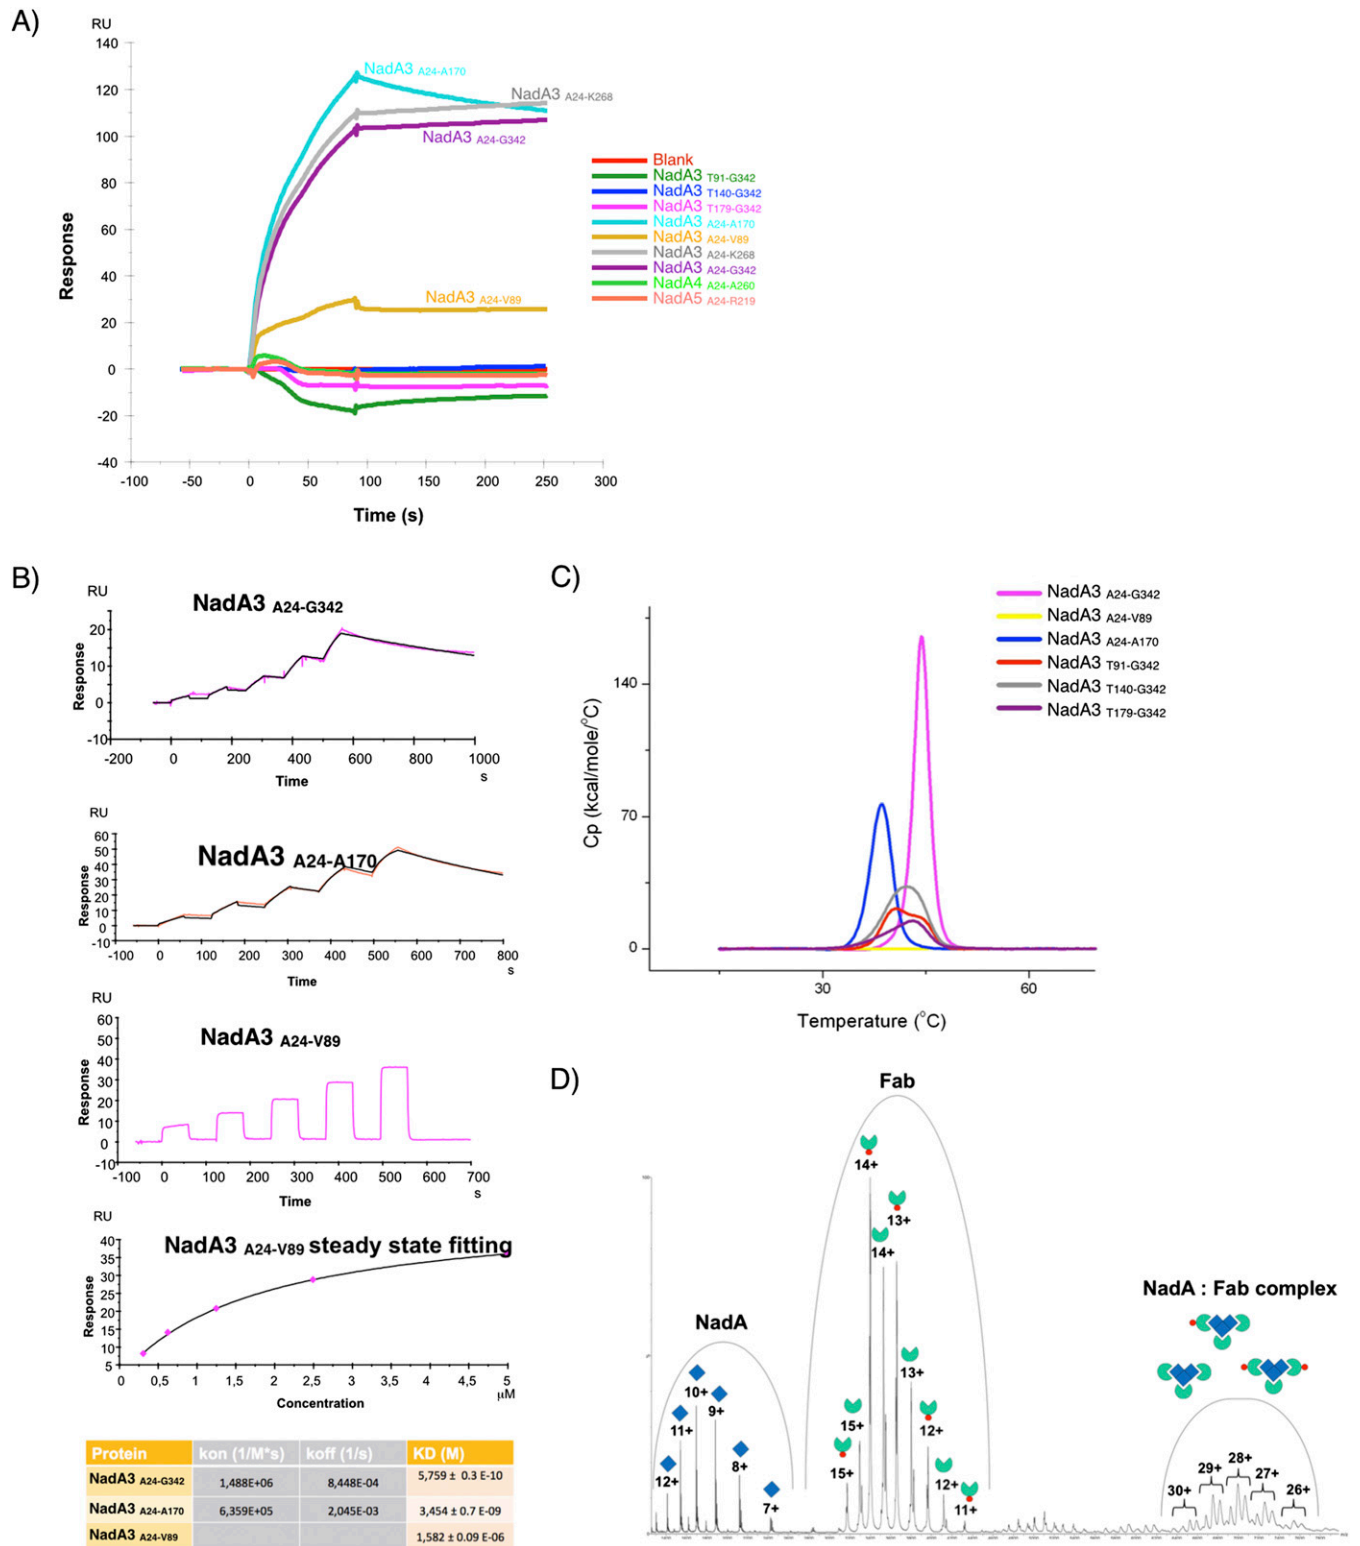 A)
RU
140
120
100
80
60
40
20
0
-20
-40
-100 -50 0 50 100 150 200 250 300
Response
Time (s)
NadA3 A24-A170
NadA3 A24-K268
NadA3 A24-G342
NadA3 A24-V89
Blank
NadA3 T91-G342
NadA3 T140-G342
NadA3 T179-G342
NadA3 A24-A170
NadA3 A24-V89
NadA3 A24-K268
NadA3 A24-G342
NadA4 A24-A260
NadA5 A24-R219
B)
RU
NadA3 A24-G342
20
10
0
-10
Response
-200 0 200 400 600 800 1000
s
Time
RU
NadA3 A24-A170
60
50
40
30
20
10
0
-10
Response
-100 0 100 200 300 400 500 600 700 800
s
Time
RU
NadA3 A24-V89
60
50
40
30
20
10
0
-10
Response
-100 0 100 200 300 400 500 600 700
s
Time
RU
NadA3 A24-V89 steady state fitting
40
35
30
25
20
15
10
5
Response
0 0,5 1 1,5 2 2,5 3 3,5 4 4,5 5
μM
Concentration
Protein kon (1/M*s) koff (1/s) KD (M)
NadA3 A24-G342 1,488E+06 8,448E-04 5,759 ± 0.3 E-10
NadA3 A24-A170 6,359E+05 2,045E-03 3,454 ± 0.7 E-09
NadA3 A24-V89 1,582 ± 0.09 E-06
C)
NadA3 A24-G342
NadA3 A24-V89
NadA3 A24-A170
NadA3 T91-G342
NadA3 T140-G342
NadA3 T179-G342
140
70
0
Cp (kcal/mole/°C)
30 60
Temperature (°C)
D)
Fab
14+
13+
14+
NadA
NadA : Fab complex
13+
10+
9+
11+
15+
12+
8+
12+
15+
12+
11+
7+
28+
29+
27+
30+
26+
100